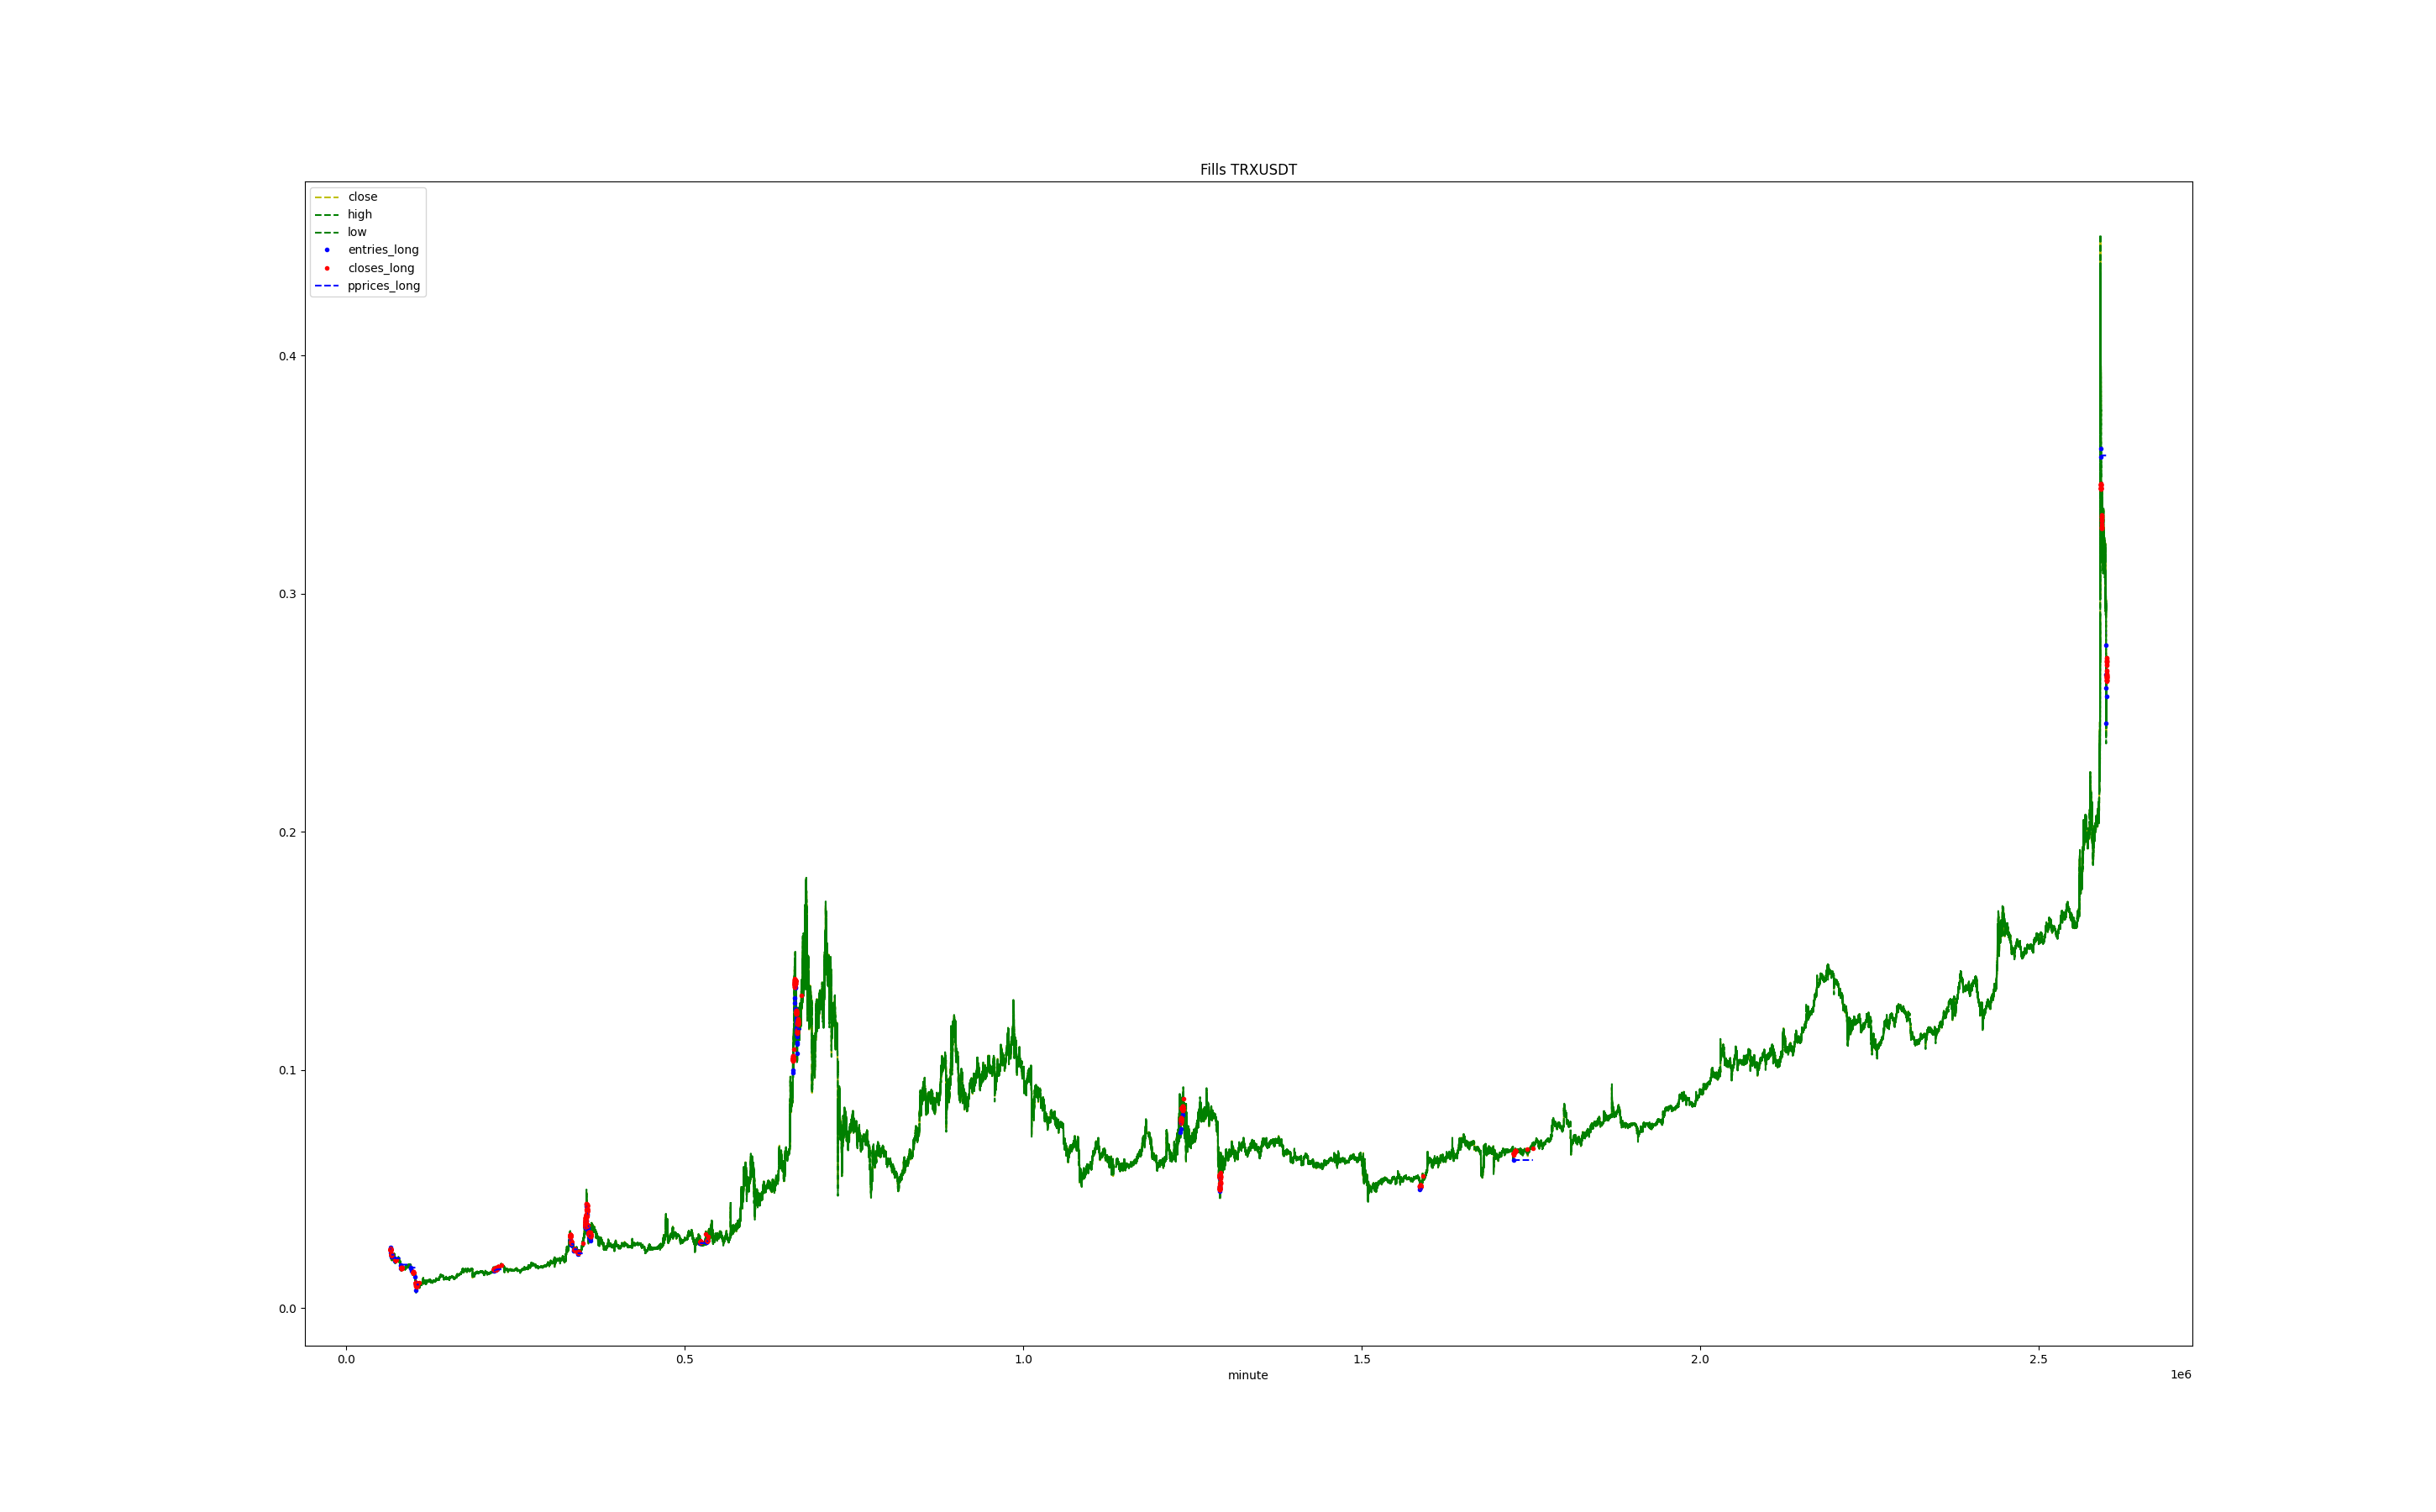 Fills TRXUSDT
close
high
low
entries_long
closes_long
pprices_long
0.4
0.3
0.2
0.1
0.0
0.0 0.5 1.0 1.5 2.0 2.5
minute
1e6